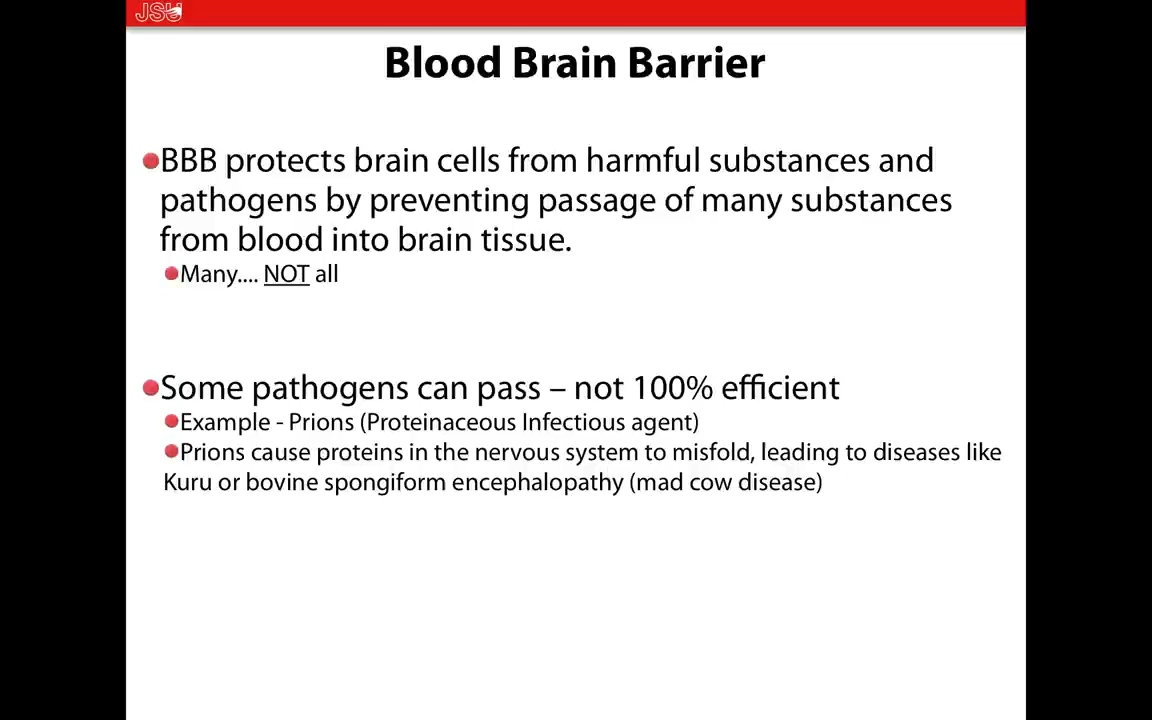 JSU
Blood Brain Barrier
BBB protects brain cells from harmful substances and
pathogens by preventing passage of many substances
from blood into brain tissue.
Many.... NOT all
Some pathogens can pass – not 100% efficient
Example - Prions (Proteinaceous Infectious agent)
Prions cause proteins in the nervous system to misfold, leading to diseases like
Kuru or bovine spongiform encephalopathy (mad cow disease)